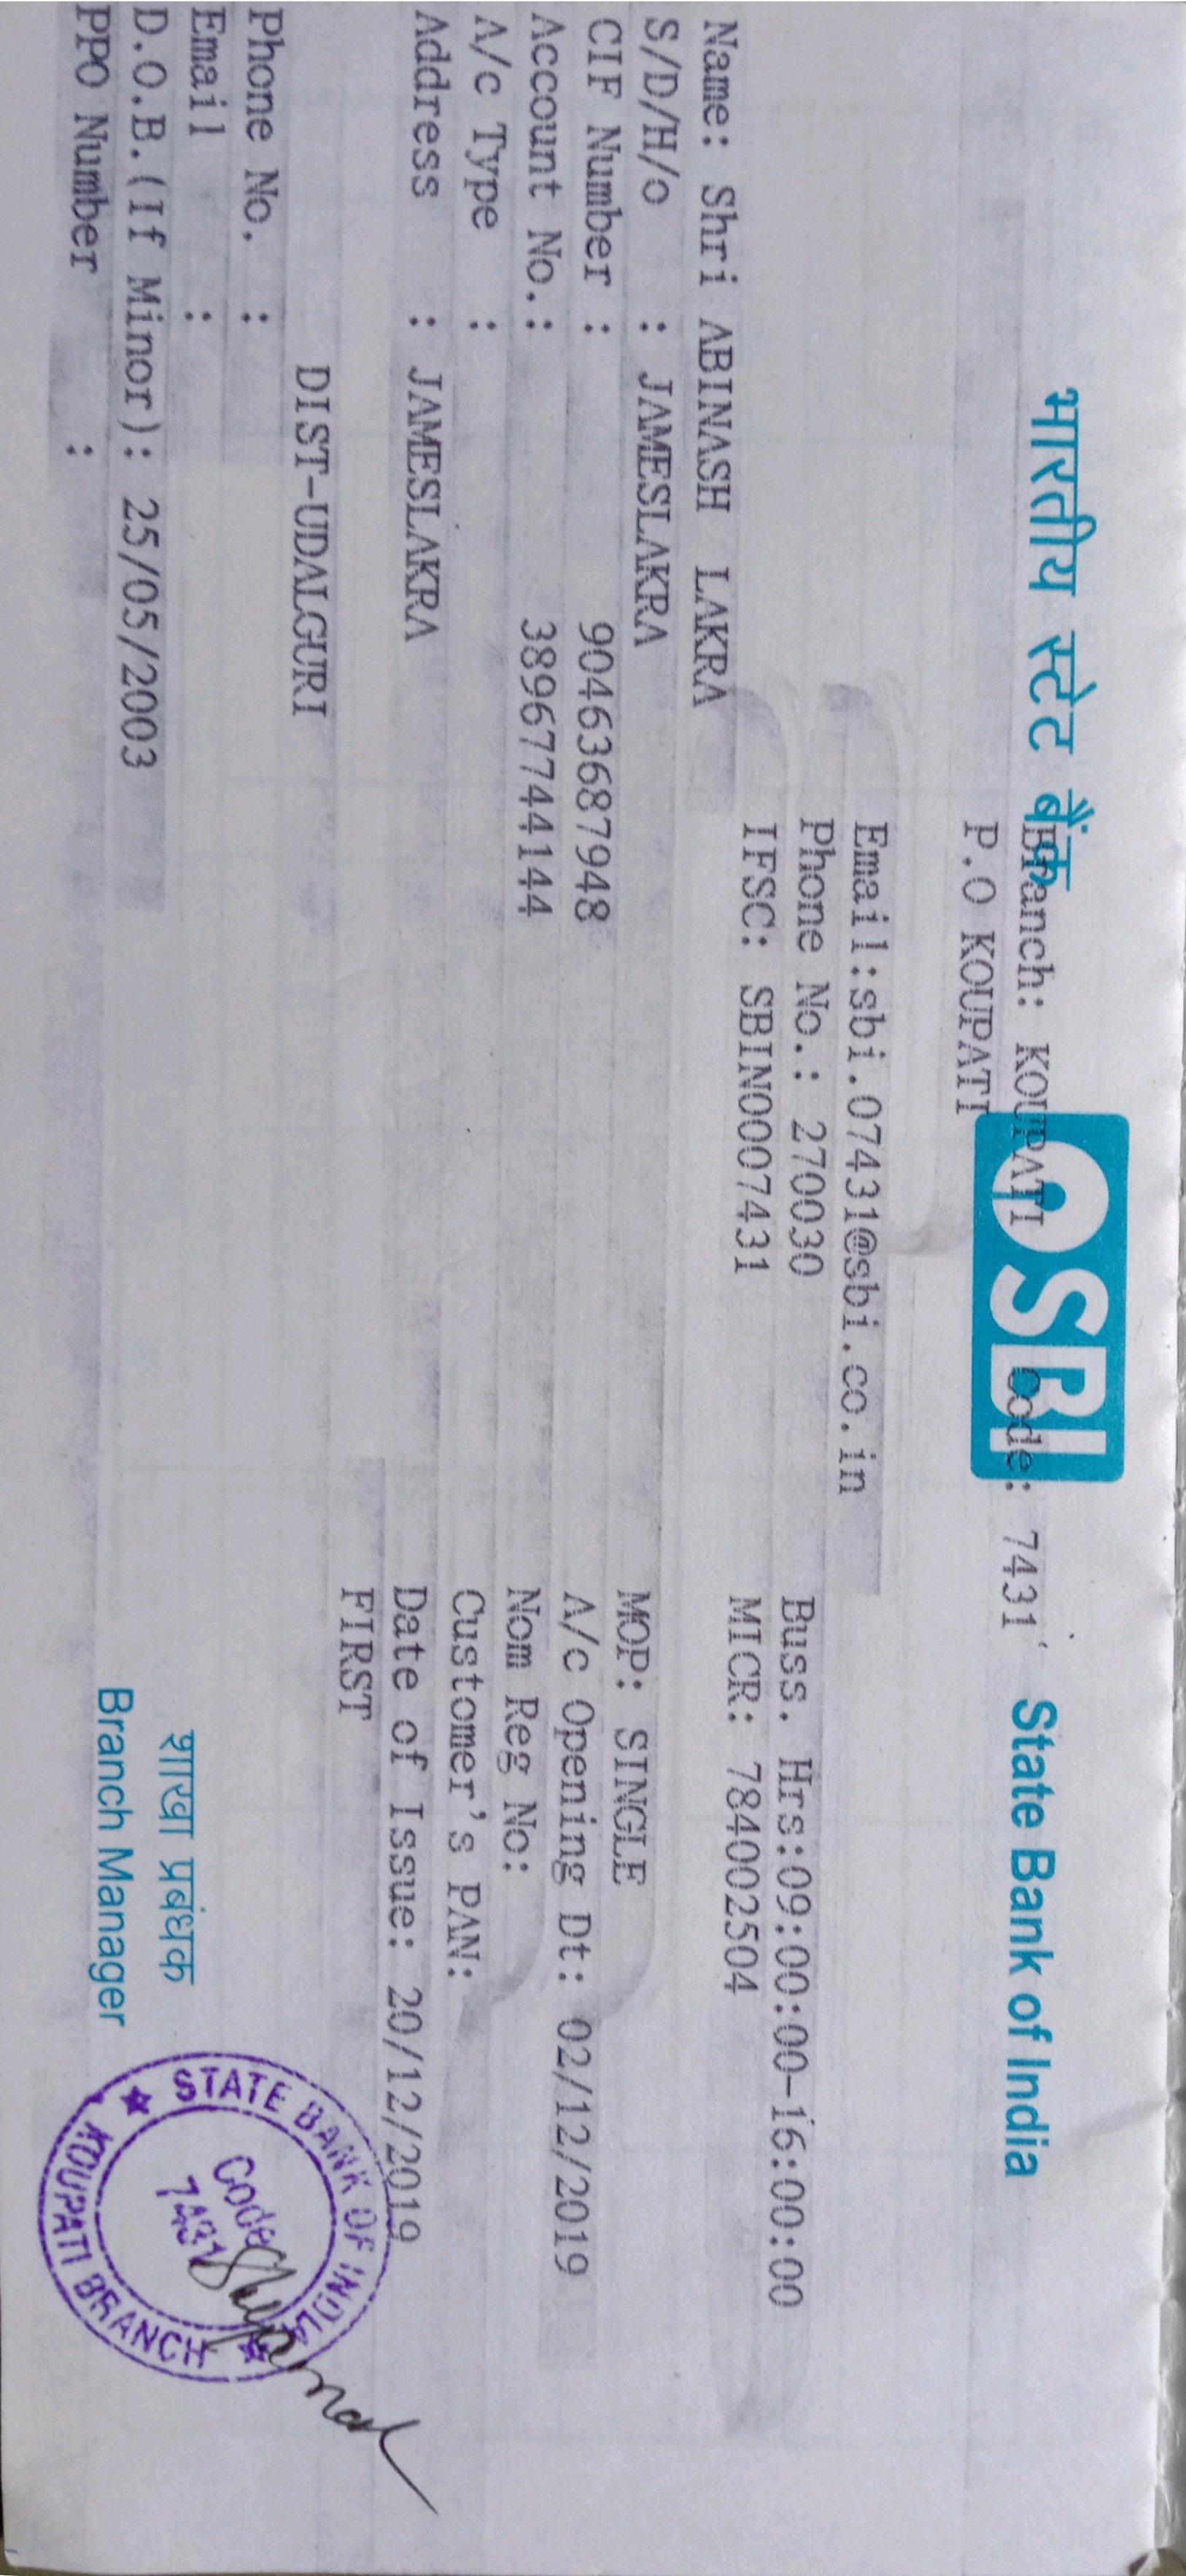 भारतीय स्टेट बैंक SBI State Bank of India
Branch: KOUPATI Code: 7431
P.O KOUPATI
Email:sbi.07431@sbi.co.in
Phone No.: 270030 Buss. Hrs:09:00:00-16:00:00
IFSC: SBIN0007431 MICR: 784002504
Name: Shri ABINASH LAKRA
S/D/H/o : JAMESLAKRA MOP: SINGLE
CIF Number : 90463687948 A/c Opening Dt: 02/12/2019
Account No.: 38967744144 Nom Reg No:
A/c Type : Customer's PAN:
Address : JAMESLAKRA Date of Issue: 20/12/2019
FIRST
DIST-UDALGURI
Phone No. :
Email :
D.O.B.(If Minor): 25/05/2003
PPO Number :
शाखा प्रबंधक
Branch Manager
STATE BANK OF INDIA
Code
7431
KOUPATI BRANCH